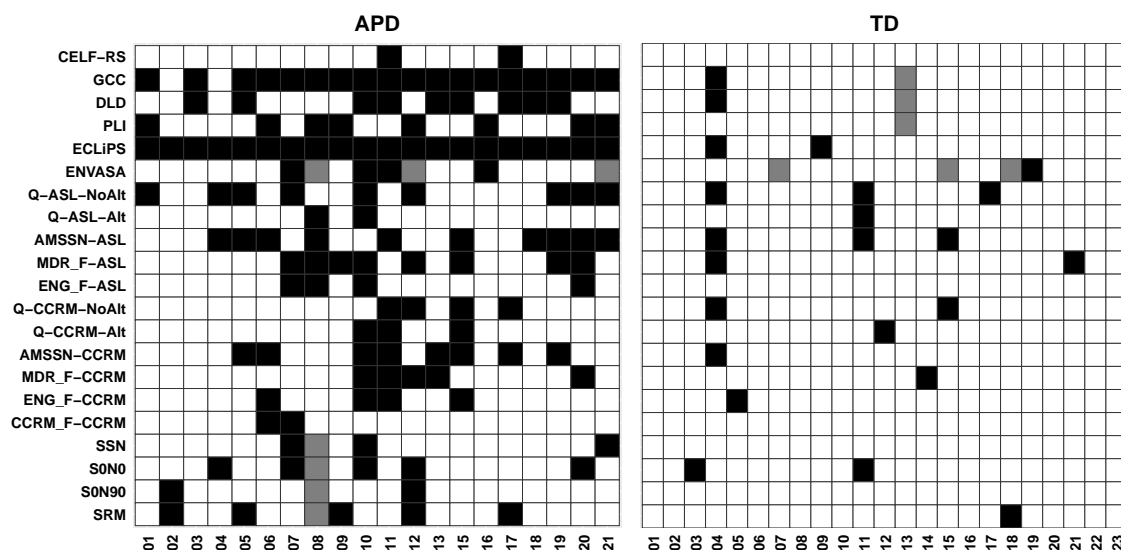 APD TD
CELF−RS
GCC
DLD
PLI
ECLiPS
ENVASA
Q−ASL−NoAlt
Q−ASL−Alt
AMSSN−ASL
MDR_F−ASL
ENG_F−ASL
Q−CCRM−NoAlt
Q−CCRM−Alt
AMSSN−CCRM
MDR_F−CCRM
ENG_F−CCRM
CCRM_F−CCRM
SSN
S0N0
S0N90
SRM
01 02 03 04 05 06 07 08 09 10 11 12 13 15 16 17 18 19 20 21 01 02 03 04 05 06 07 08 09 10 11 12 13 14 15 16 17 18 19 20 21 22 23